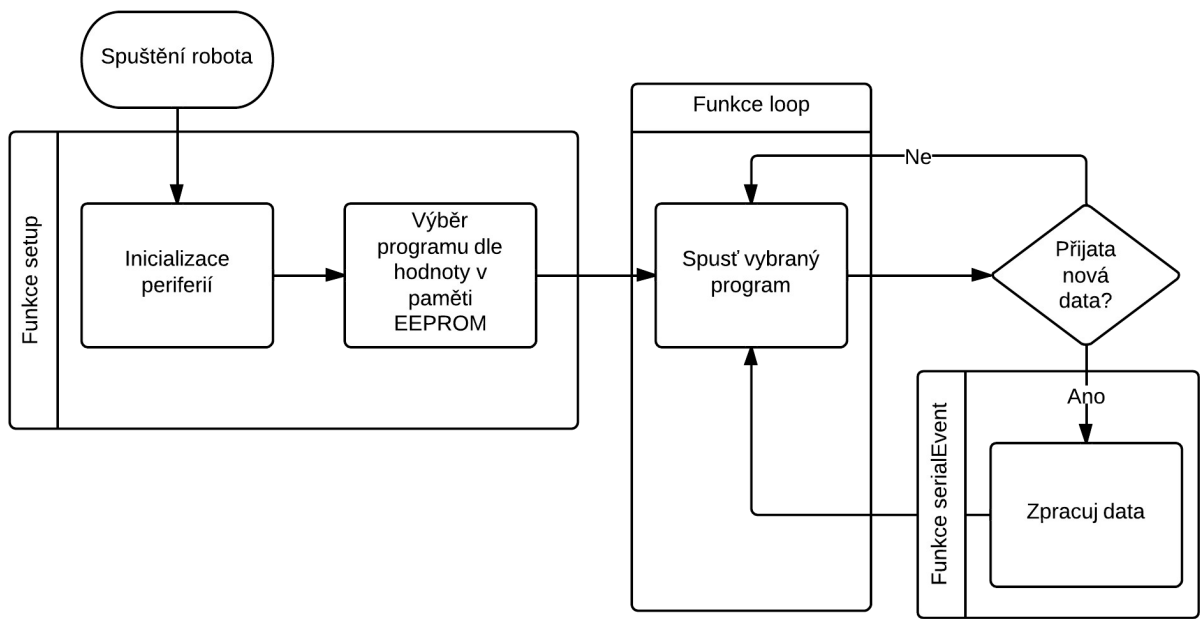 Spuštění robota
Funkce setup
Inicializace
periferií
Výběr
programu dle
hodnoty v
paměti
EEPROM
Funkce loop
Spusť vybraný
program
Ne
Přijata
nová
data?
Ano
Funkce serialEvent
Zpracuj data